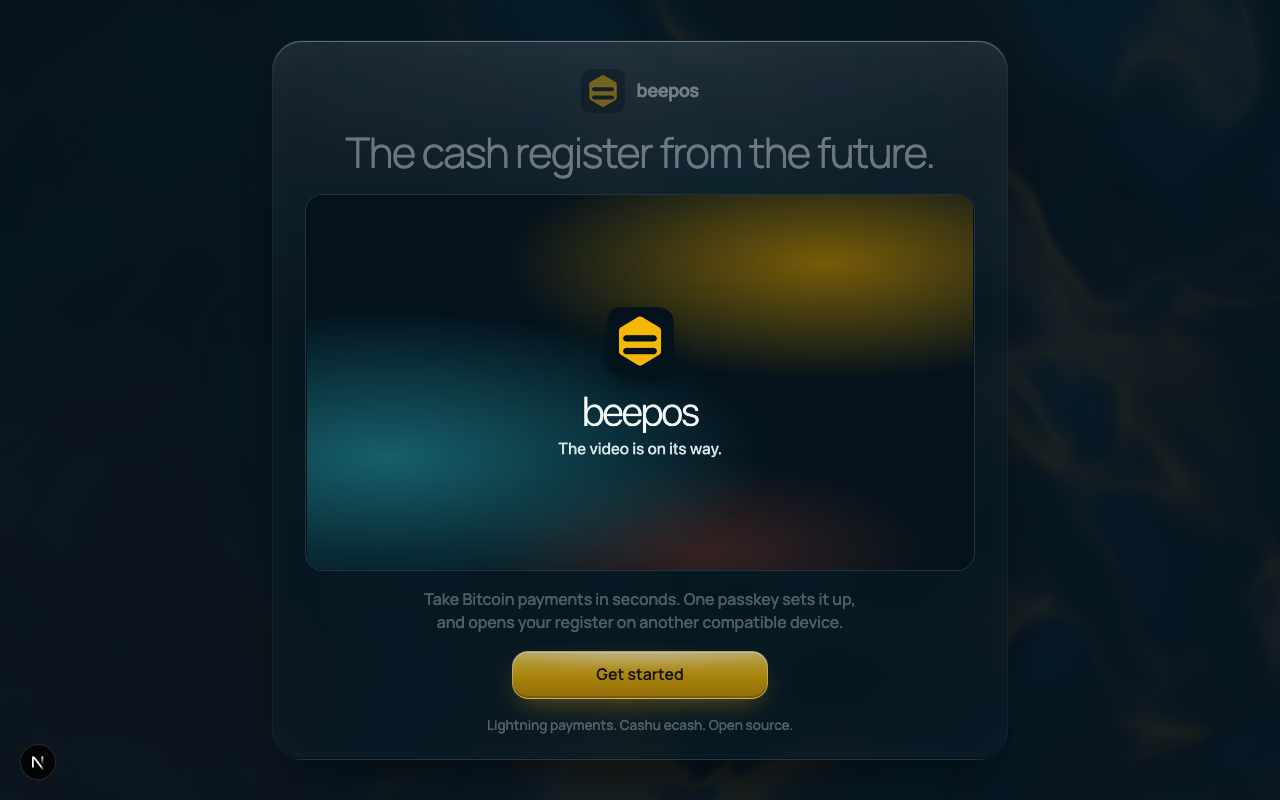 beepos
The cash register from the future.
beepos
The video is on its way.
Take Bitcoin payments in seconds. One passkey sets it up,
and opens your register on another compatible device.
Get started
Lightning payments. Cashu ecash. Open source.
N